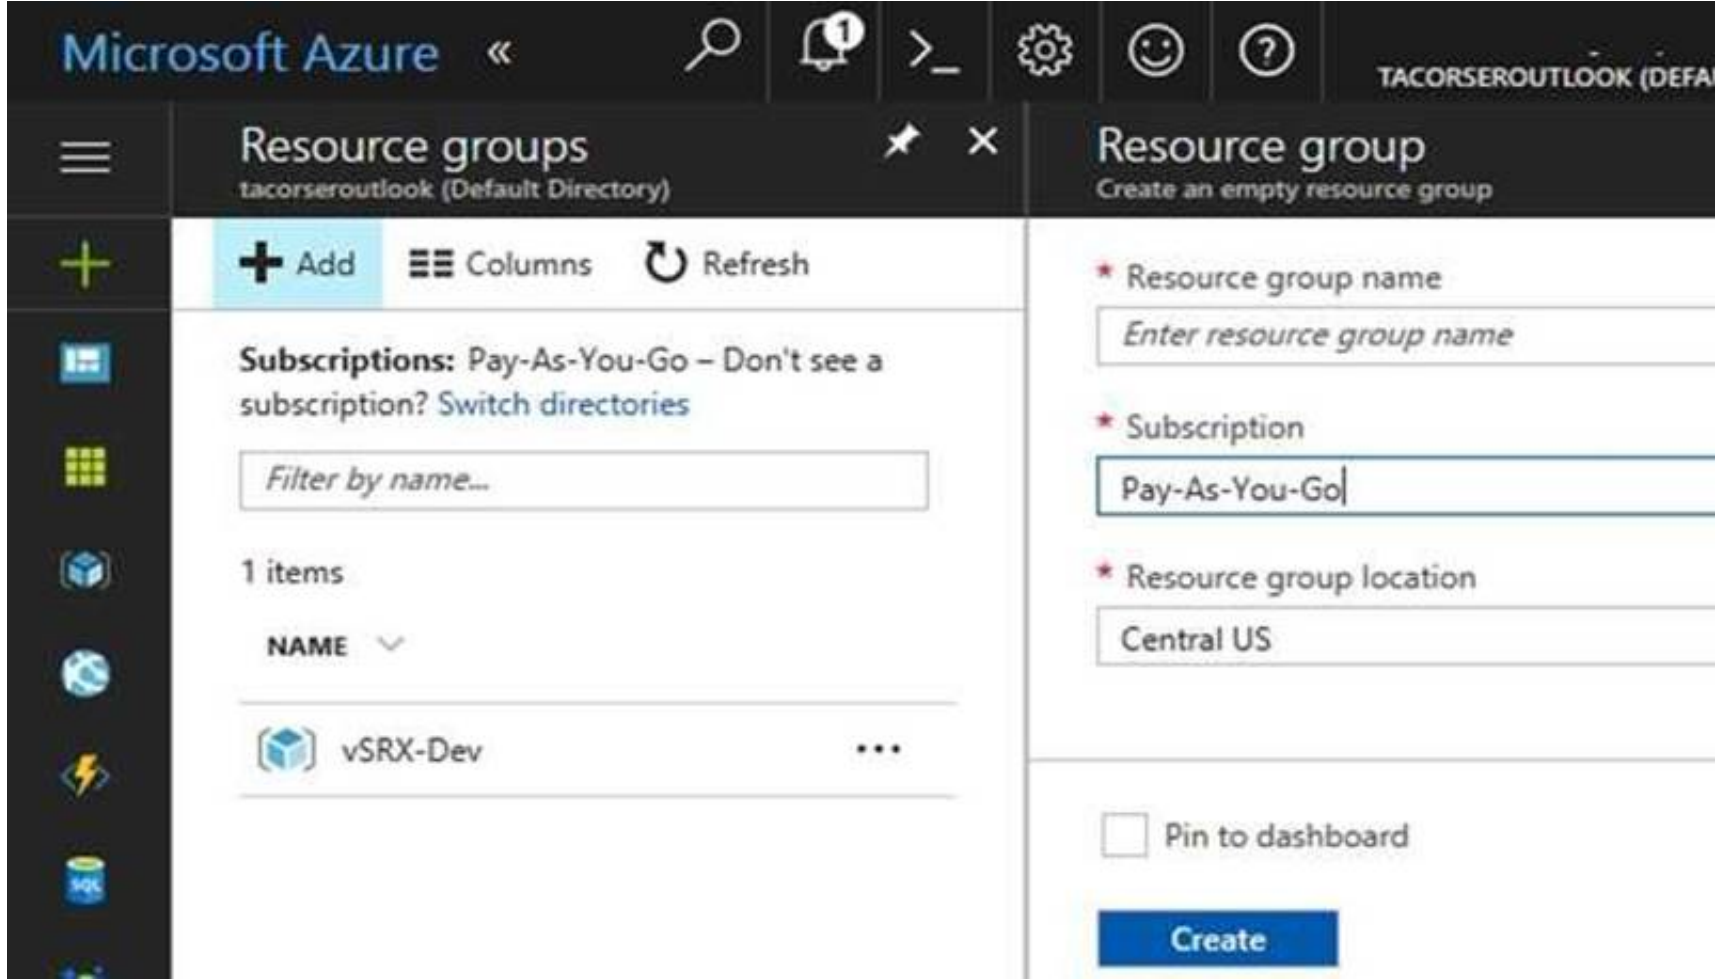 Microsoft Azure «
1
>_
?
TACORSEROUTLOOK (DEFA
Resource groups
tacorseroutlook (Default Directory)
Add
Columns
Refresh
Subscriptions: Pay-As-You-Go – Don't see a
subscription? Switch directories
Filter by name...
1 items
NAME
vSRX-Dev
...
SQL
Resource group
Create an empty resource group
* Resource group name
Enter resource group name
* Subscription
Pay-As-You-Go
* Resource group location
Central US
Pin to dashboard
Create